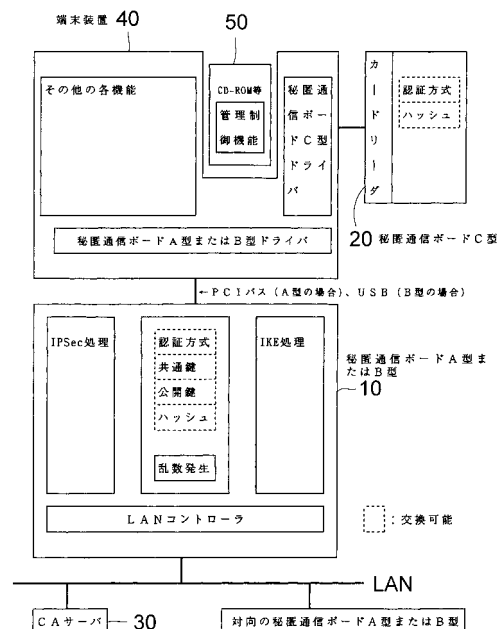 端末装置 40
50
その他の各機能
CD-ROM等
管理制
御機能
秘匿通
信ボー
ドC型
ドライ
バ
カードリーダ
認証方式
ハッシュ
20 秘匿通信ボードC型
秘匿通信ボードA型またはB型ドライバ
←PCIバス(A型の場合)、USB(B型の場合)
IPSec処理
認証方式
共通鍵
公開鍵
ハッシュ
乱数発生
IKE処理
秘匿通信ボードA型ま
たはB型
10
LANコントローラ
:交換可能
LAN
CAサーバ 30
対向の秘匿通信ボードA型またはB型